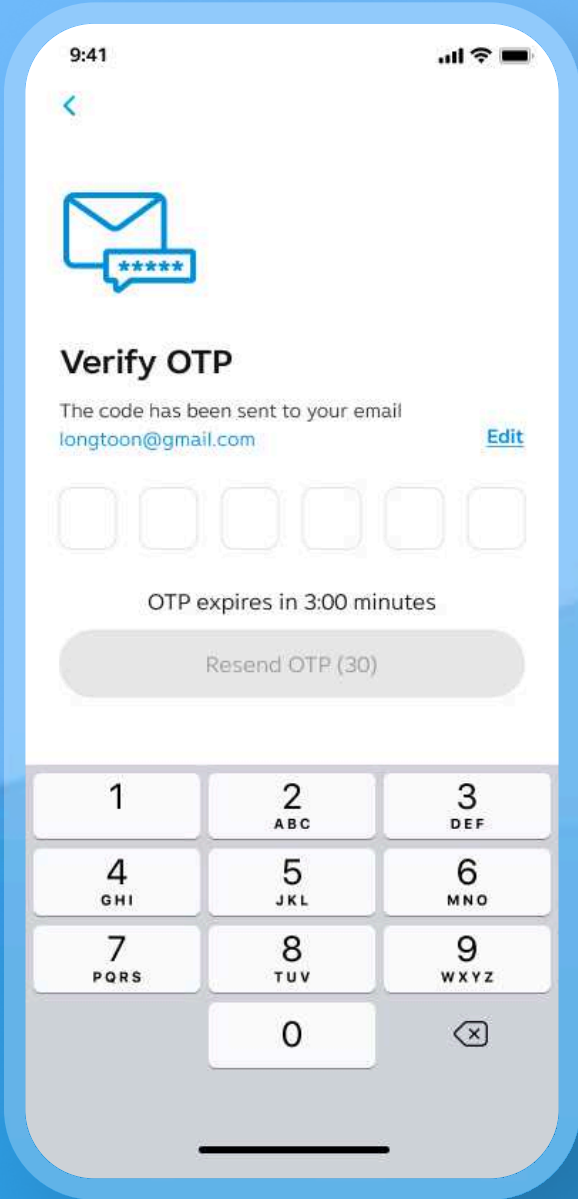 9:41
*****
Verify OTP
The code has been sent to your email
longtoon@gmail.com
Edit
OTP expires in 3:00 minutes
Resend OTP (30)
1
2
3
ABC
DEF
4
5
6
GHI
JKL
MNO
7
8
9
PQRS
TUV
WXYZ
0